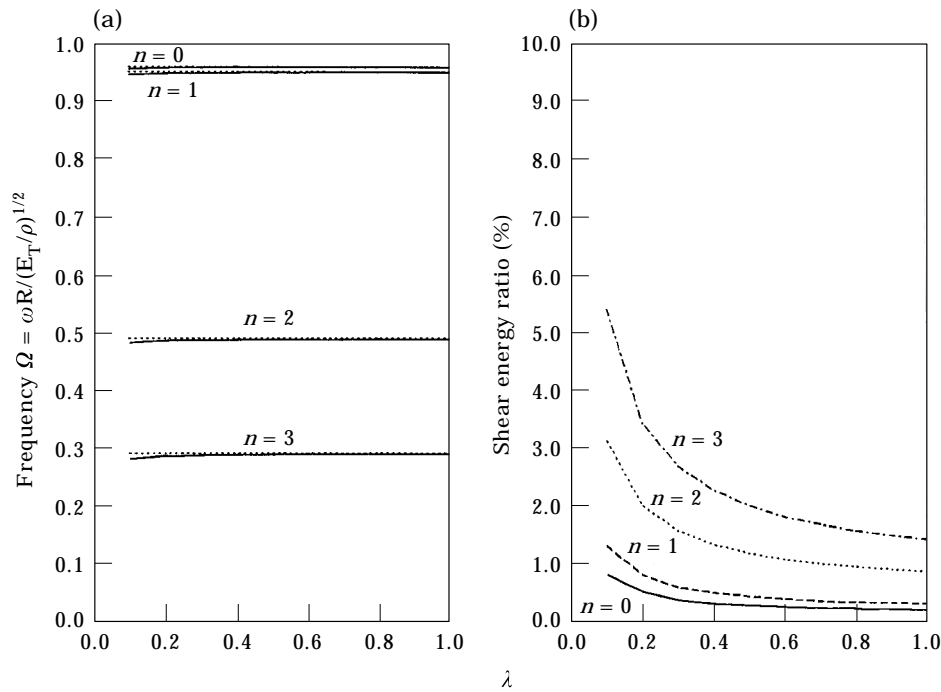 (a)
Frequency Ω = ωR/(E_T/ρ)^{1/2}
1.0
0.9
0.8
0.7
0.6
0.5
0.4
0.3
0.2
0.1
0.0
n = 0
n = 1
n = 2
n = 3
0.0 0.2 0.4 0.6 0.8 1.0
(b)
Shear energy ratio (%)
10.0
9.0
8.0
7.0
6.0
5.0
4.0
3.0
2.0
1.0
0.0
n = 3
n = 2
n = 1
n = 0
0.0 0.2 0.4 0.6 0.8 1.0
λ